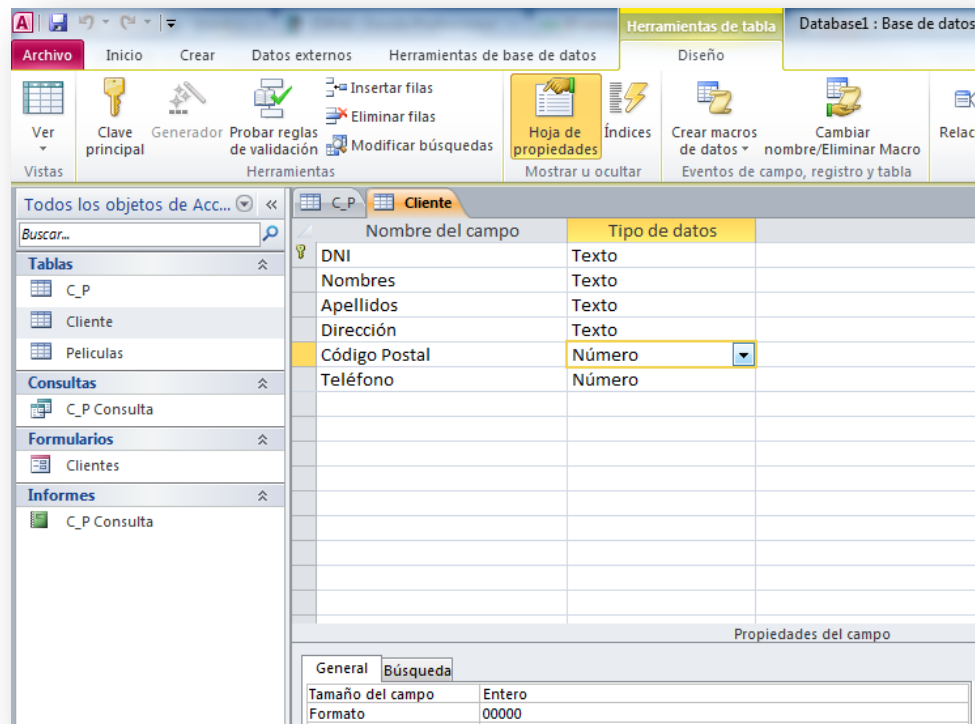 A
Herramientas de tabla
Database1 : Base de datos
Archivo Inicio Crear Datos externos Herramientas de base de datos Diseño
Ver
Clave principal
Generador
Probar reglas de validación
Insertar filas
Eliminar filas
Modificar búsquedas
Hoja de propiedades
Índices
Crear macros de datos
Cambiar nombre/Eliminar Macro
Relac
Vistas
Herramientas
Mostrar u ocultar
Eventos de campo, registro y tabla
Todos los objetos de Acc... «
Buscar...
Tablas
C_P
Cliente
Peliculas
Consultas
C_P Consulta
Formularios
Clientes
Informes
C_P Consulta
C_P Cliente
Nombre del campo Tipo de datos
DNI Texto
Nombres Texto
Apellidos Texto
Dirección Texto
Código Postal Número
Teléfono Número
Propiedades del campo
General Búsqueda
Tamaño del campo Entero
Formato 00000